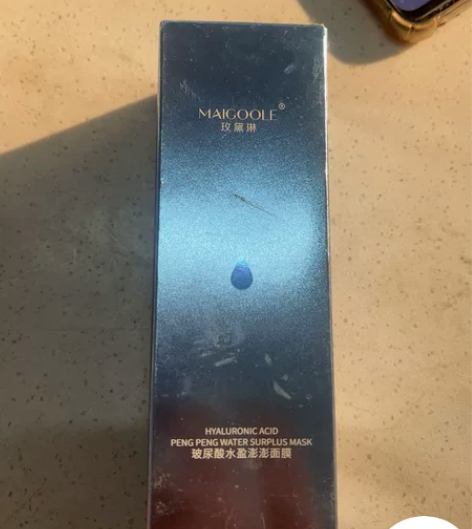 MAIGOOLE®
玫黛琳
HYALURONIC ACID
PENG PENG WATER SURPLUS MASK
玻尿酸水盈澎澎面膜